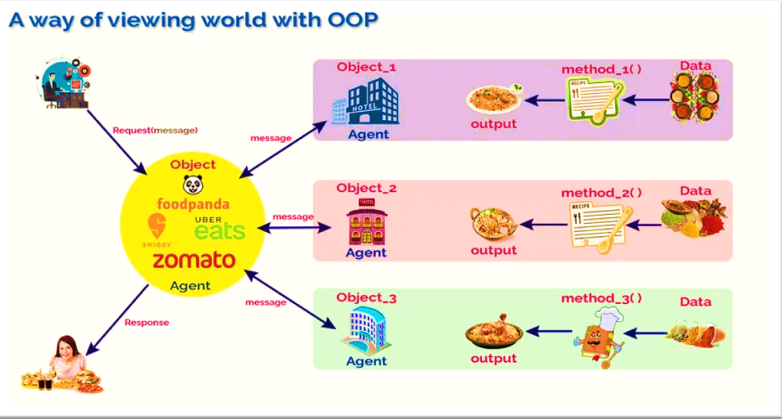 A way of viewing world with OOP
Request(message)
Object
foodpanda
SWIGGY
UBER
eats
zomato
Agent
Response
message
message
message
Object_1
HOTEL
Agent
output
method_1( )
RECIPE
Data
Object_2
HOTEL
Agent
output
method_2( )
RECIPE
Data
Object_3
Agent
output
method_3( )
Data